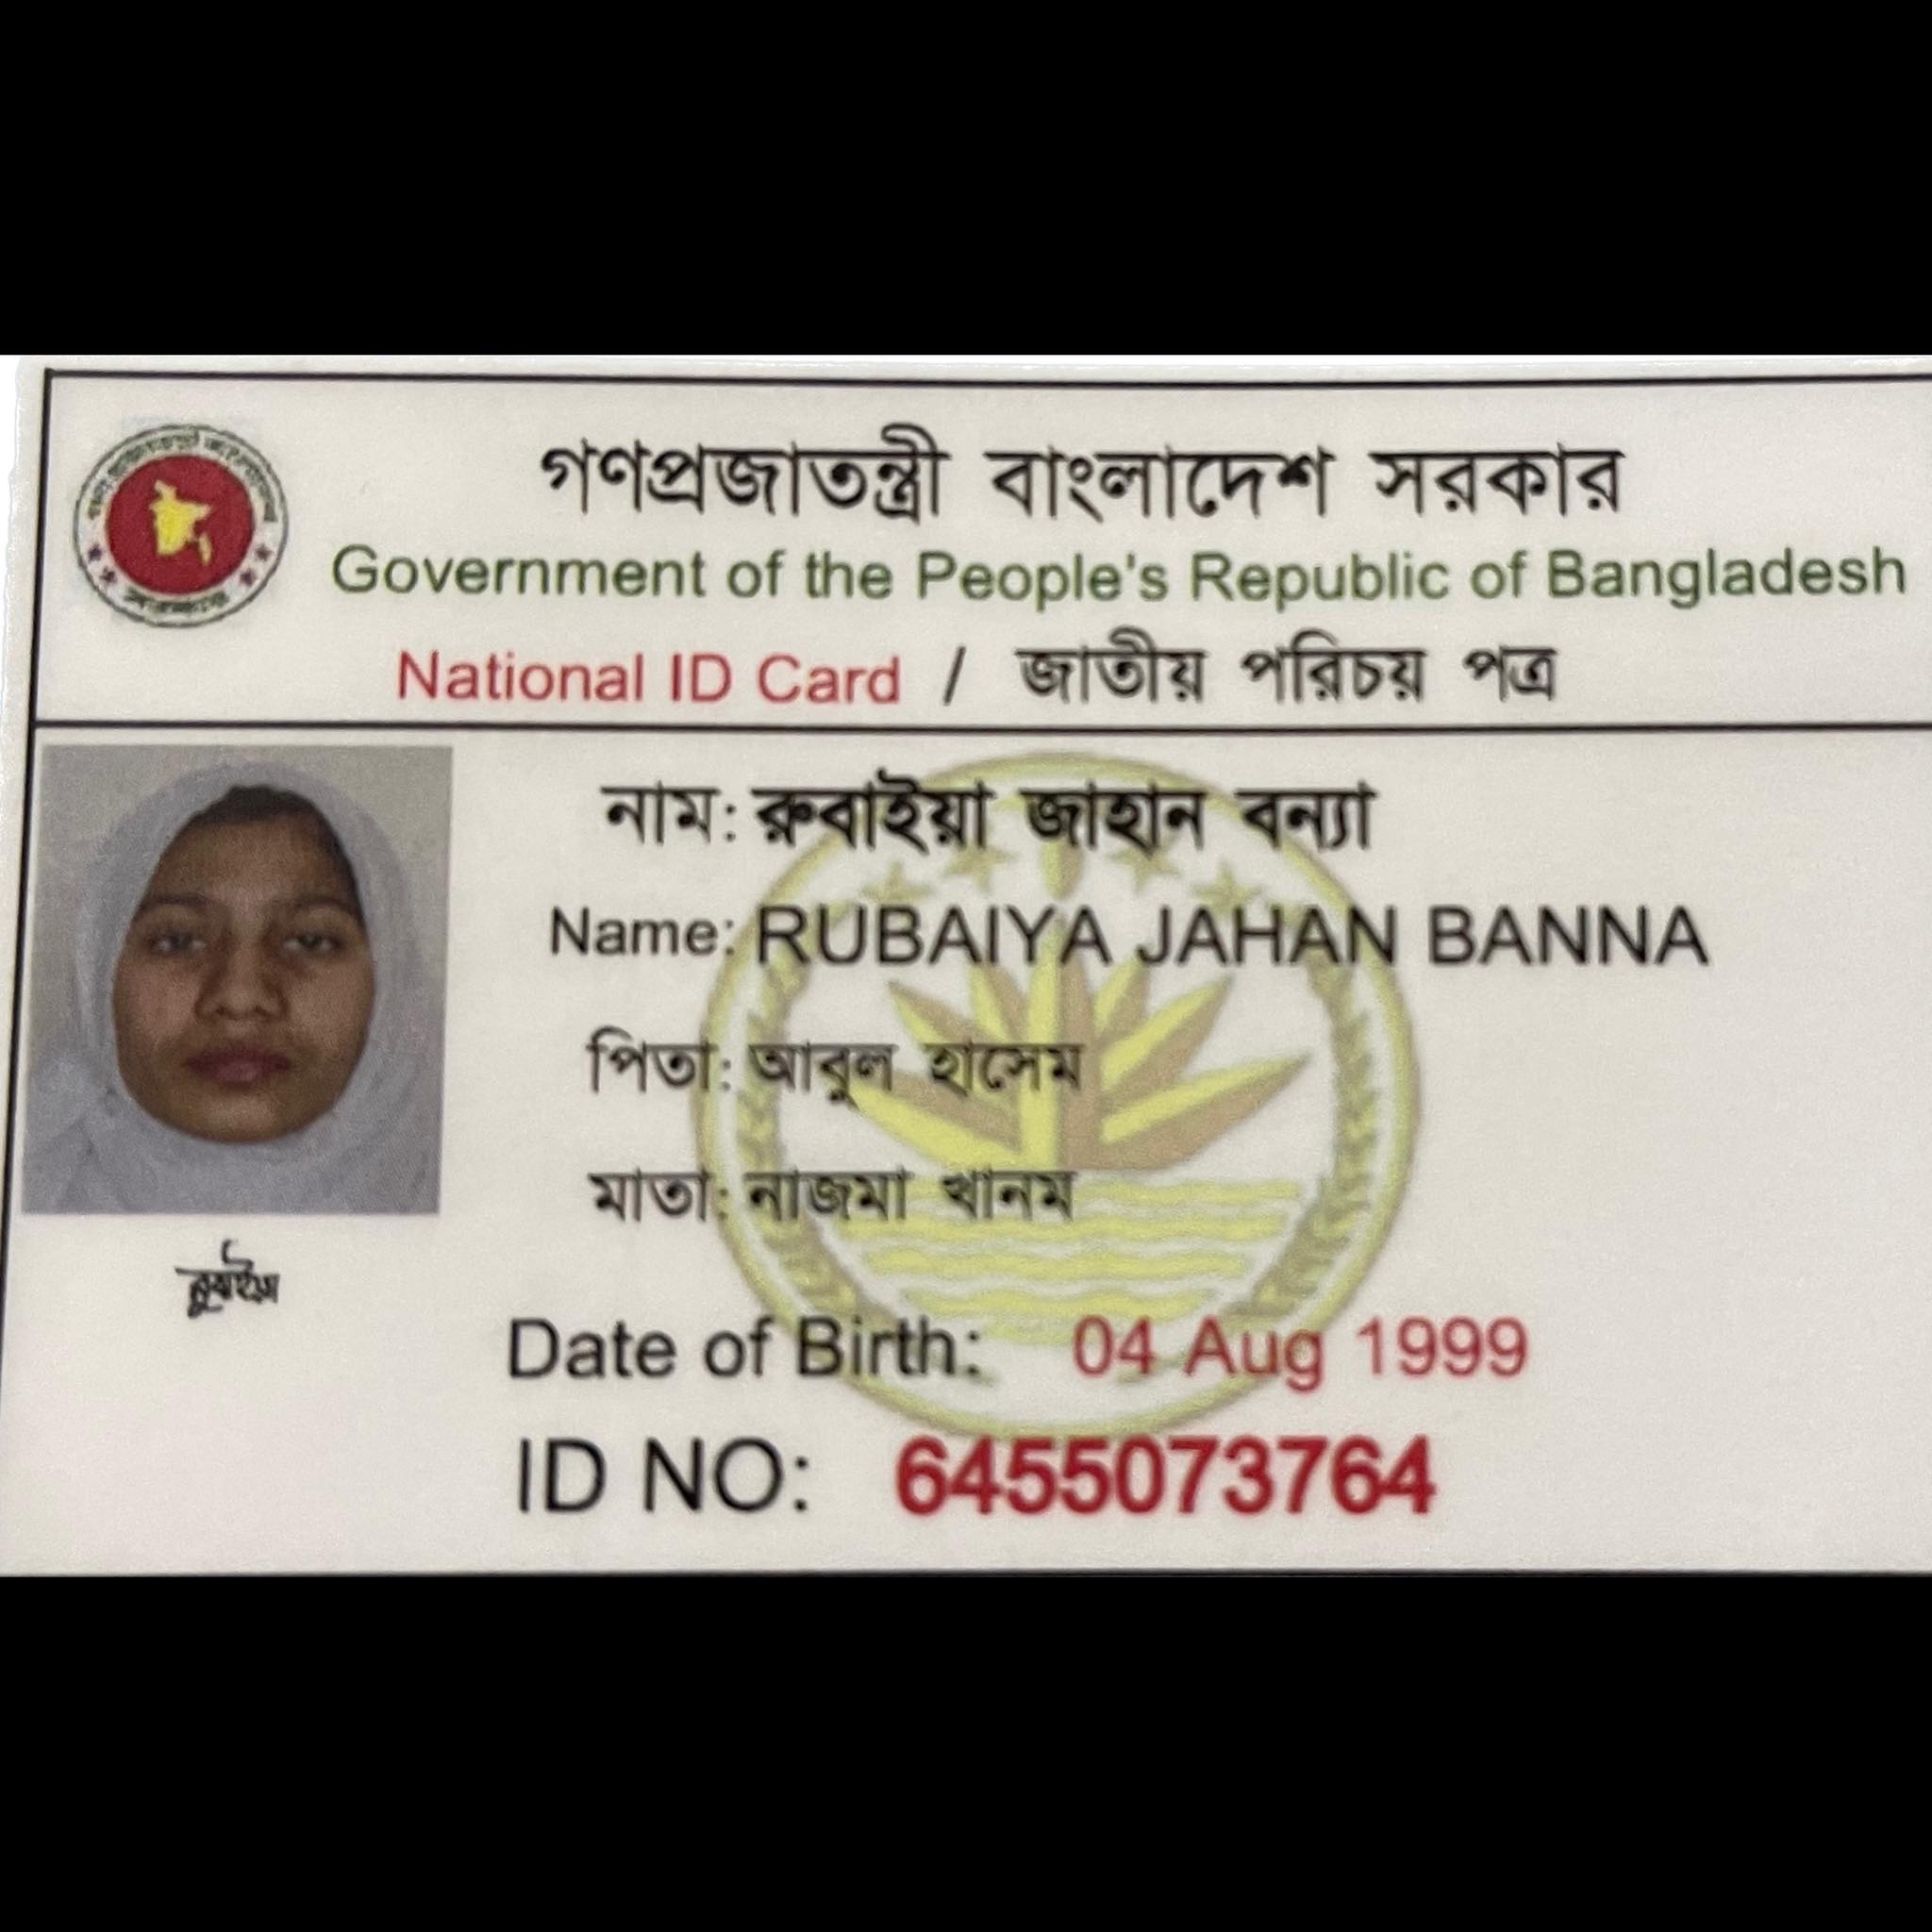 গণপ্রজাতন্ত্রী বাংলাদেশ সরকার
Government of the People's Republic of Bangladesh
National ID Card / জাতীয় পরিচয় পত্র
নাম: রুবাইয়া জাহান বন্যা
Name: RUBAIYA JAHAN BANNA
পিতা: আবুল হাসেম
মাতা: নাজমা খানম
রুবাইয়া
Date of Birth: 04 Aug 1999
ID NO: 6455073764